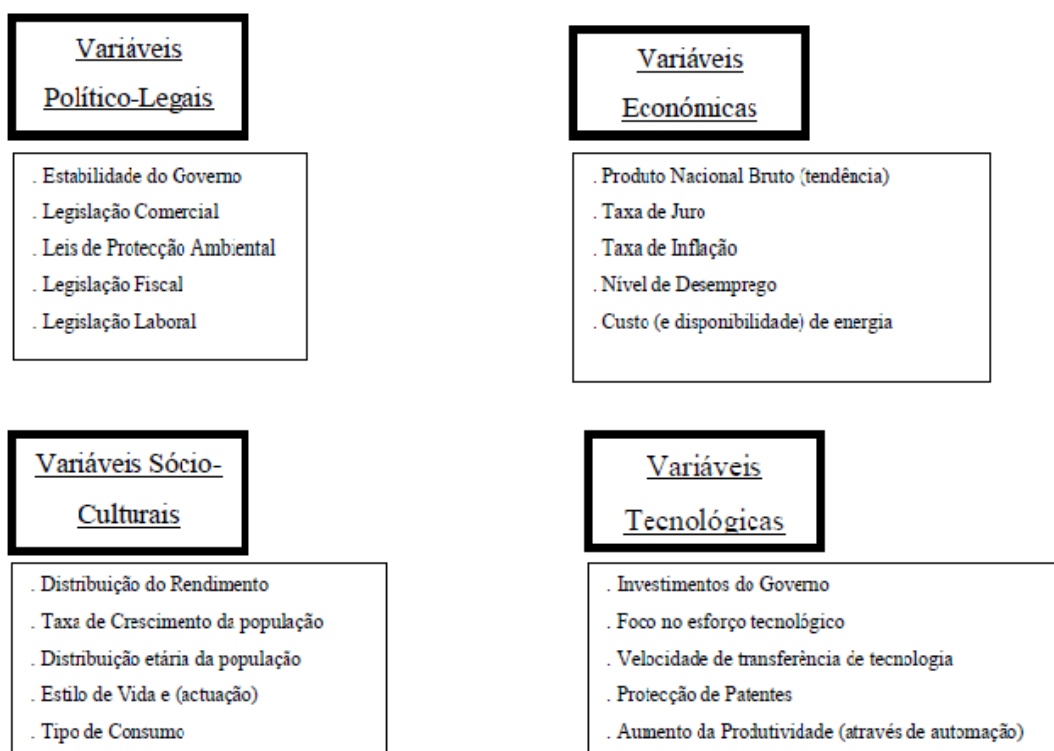 Variáveis
Político-Legais
. Estabilidade do Governo
. Legislação Comercial
. Leis de Protecção Ambiental
. Legislação Fiscal
. Legislação Laboral
Variáveis
Económicas
. Produto Nacional Bruto (tendência)
. Taxa de Juro
. Taxa de Inflação
. Nível de Desemprego
. Custo (e disponibilidade) de energia
Variáveis Sócio-
Culturais
. Distribuição do Rendimento
. Taxa de Crescimento da população
. Distribuição etária da população
. Estilo de Vida e (actuação)
. Tipo de Consumo
Variáveis
Tecnológicas
. Investimentos do Governo
. Foco no esforço tecnológico
. Velocidade de transferência de tecnologia
. Protecção de Patentes
. Aumento da Produtividade (através de automação)